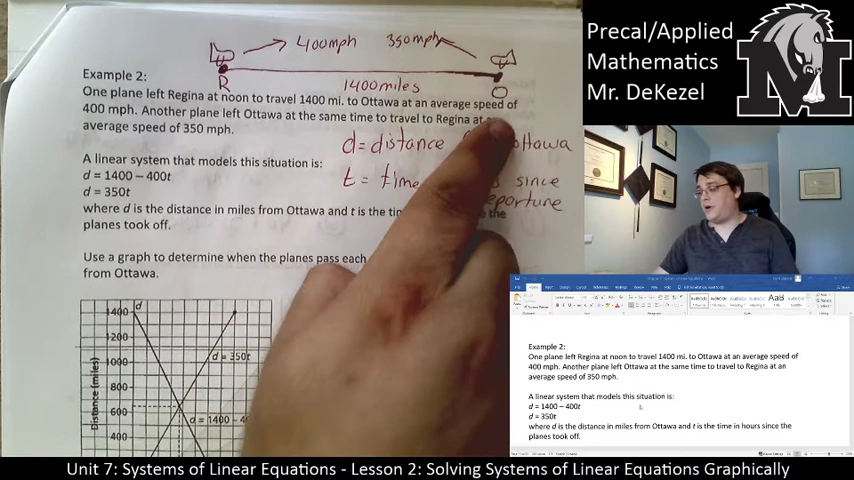 400mph 350mph
R 1400miles O
Example 2:
One plane left Regina at noon to travel 1400 mi. to Ottawa at an average speed of
400 mph. Another plane left Ottawa at the same time to travel to Regina at
average speed of 350 mph.
d = distance Ottawa
t = time since
A linear system that models this situation is:
d = 1400 – 400t
d = 350t
where d is the distance in miles from Ottawa and t is the the
planes took off.
Use a graph to determine when the planes pass each
from Ottawa.
d
1400
1200
1000
800
600
400
Distance (miles)
d = 350t
d = 1400 – 
Precal/Applied
Mathematics
Mr. DeKezel
M
Example 2:
One plane left Regina at noon to travel 1400 mi. to Ottawa at an average speed of
400 mph. Another plane left Ottawa at the same time to travel to Regina at an
average speed of 350 mph.
A linear system that models this situation is:
d = 1400 – 400t
d = 350t
where d is the distance in miles from Ottawa and t is the time in hours since the
planes took off.
Unit 7: Systems of Linear Equations - Lesson 2: Solving Systems of Linear Equations Graphically